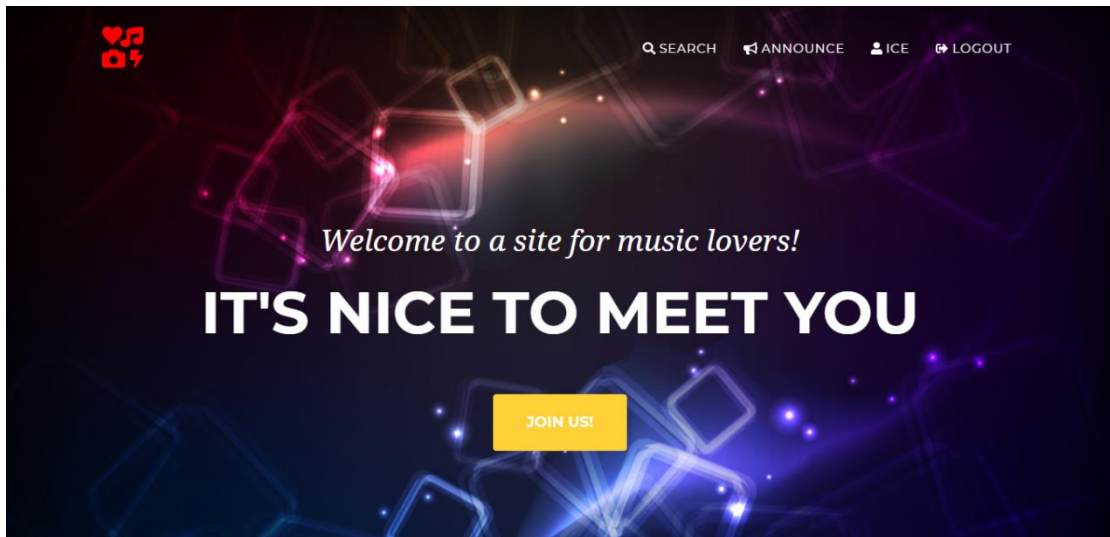 SEARCH ANNOUNCE ICE LOGOUT
Welcome to a site for music lovers!
IT'S NICE TO MEET YOU
JOIN US!